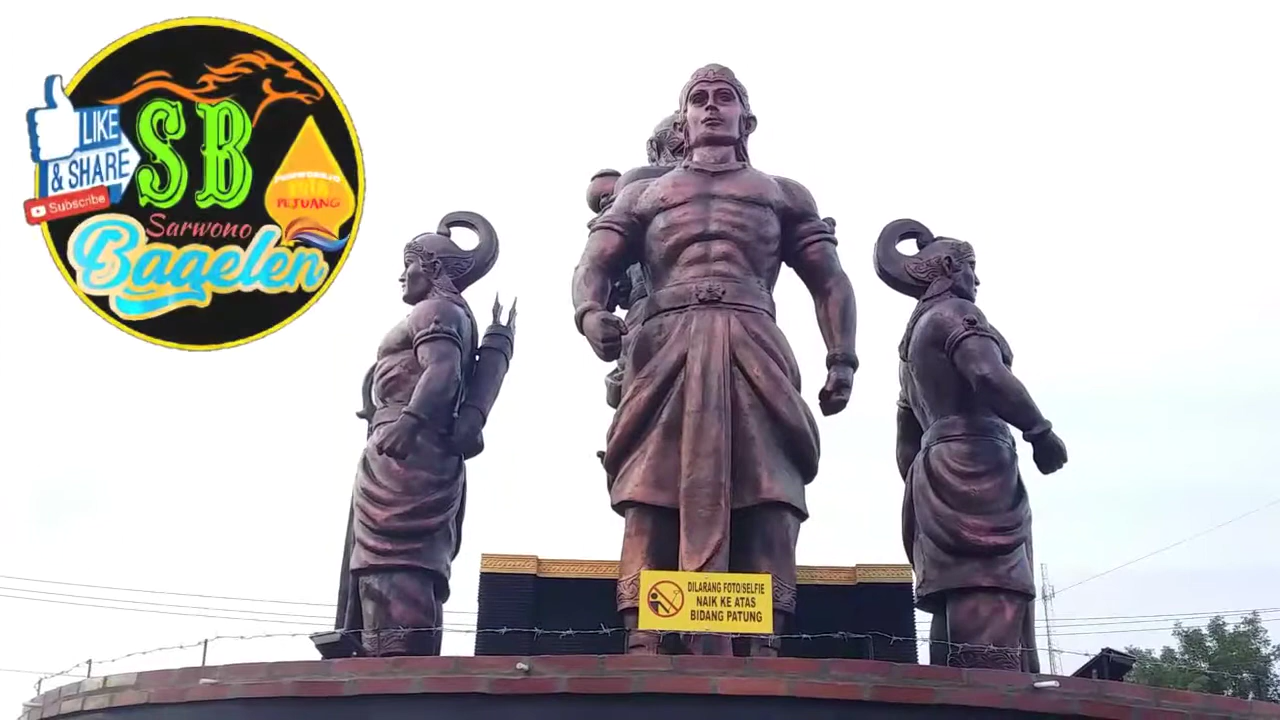 LIKE
& SHARE
Subscribe
SB
Sarwono
Bagelen
PEJUANG
DILARANG FOTO/SELFIE
NAIK KE ATAS
BIDANG PATUNG